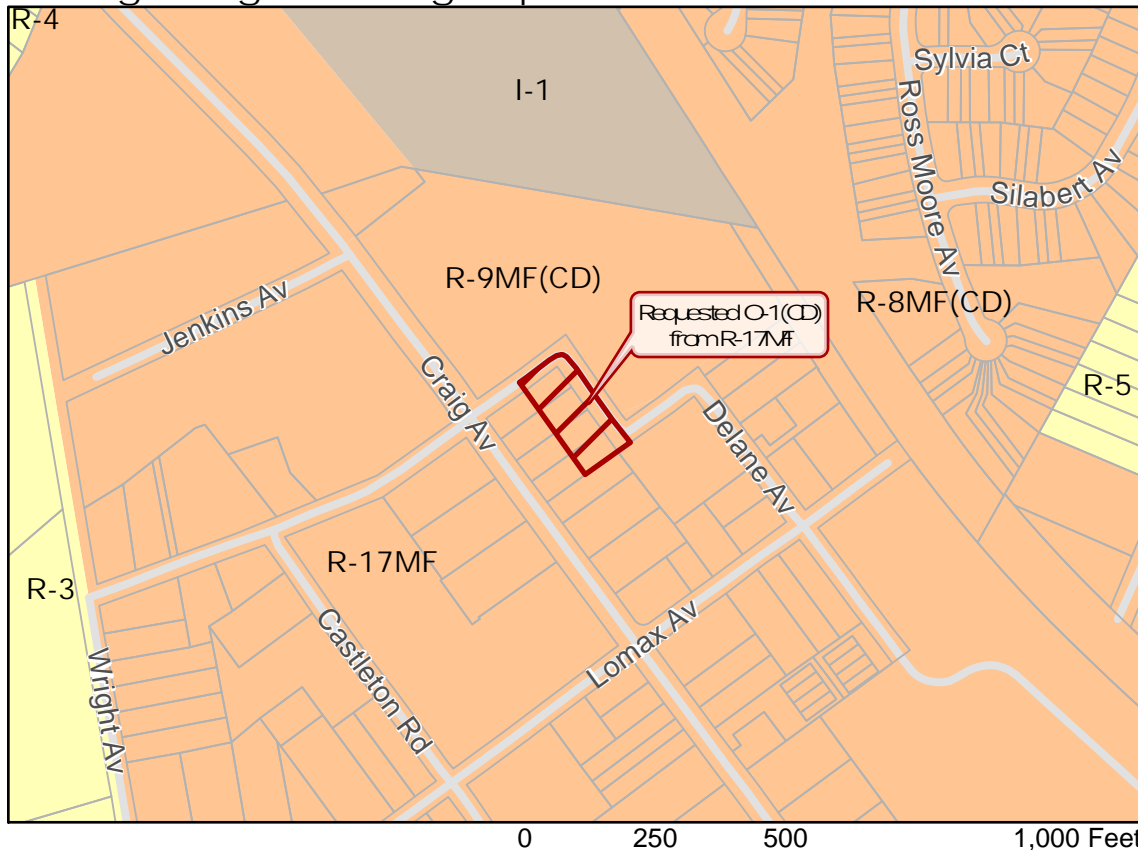 R-4
I-1
Sylvia Ct
Ross Moore Av
Silabert Av
R-9MF(CD)
R-8MF(CD)
Jenkins Av
Requested O-1(CD)
from R-17MF
Craig Av
R-5
Delane Av
R-17MF
R-3
Castleton Rd
Lomax Av
Wright Av
0 250 500 1,000 Feet